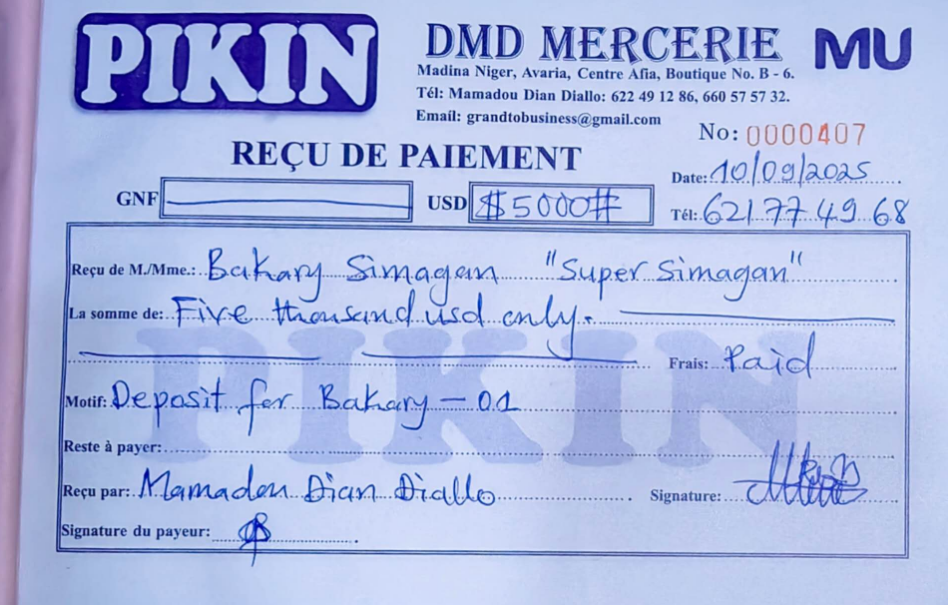 PIKIN
DMD MERCERIE
MU
Madina Niger, Avaria, Centre Afia, Boutique No. B - 6.
Tél: Mamadou Dian Diallo: 622 49 12 86, 660 57 57 32.
Email: grandtobusiness@gmail.com
No: 0000407
REÇU DE PAIEMENT
Date: 10/09/2025
GNF
USD $5000#
Tél: 621 77 49 68
Reçu de M./Mme.: Bakary Simagan "Super Simagan"
La somme de: Five thousand usd only.
Frais: Paid
Motif: Deposit for Bakary - 01
Reste à payer:
Reçu par: Mamadou Dian Diallo
Signature:
Signature du payeur:
PIKIN